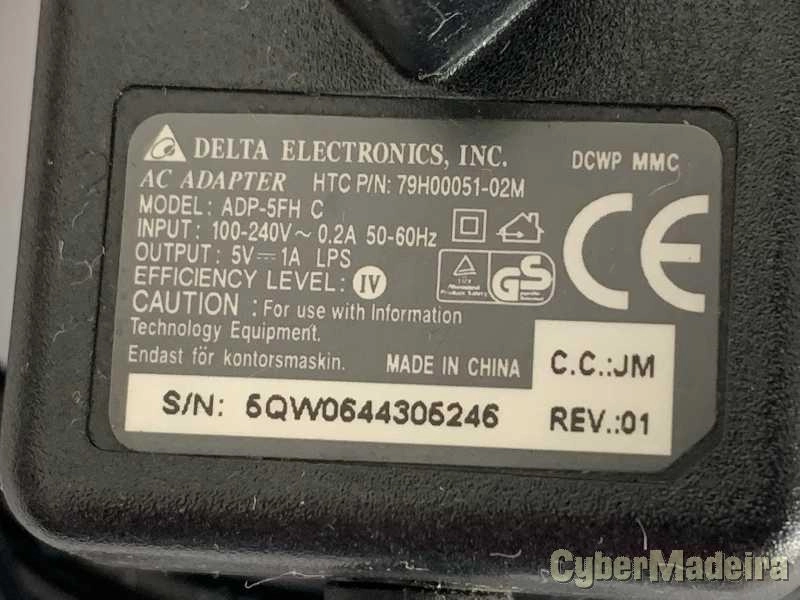 DELTA ELECTRONICS, INC.
DCWP MMC
AC ADAPTER HTC P/N: 79H00051-02M
MODEL: ADP-5FH C
INPUT: 100-240V~ 0.2A 50-60Hz
OUTPUT: 5V⎓1A LPS
EFFICIENCY LEVEL: IV
GS
CE
CAUTION : For use with Information
Technology Equipment.
Endast för kontorsmaskin. MADE IN CHINA
C.C.:JM
S/N: 5QW0644305246
REV.:01
CyberMadeira